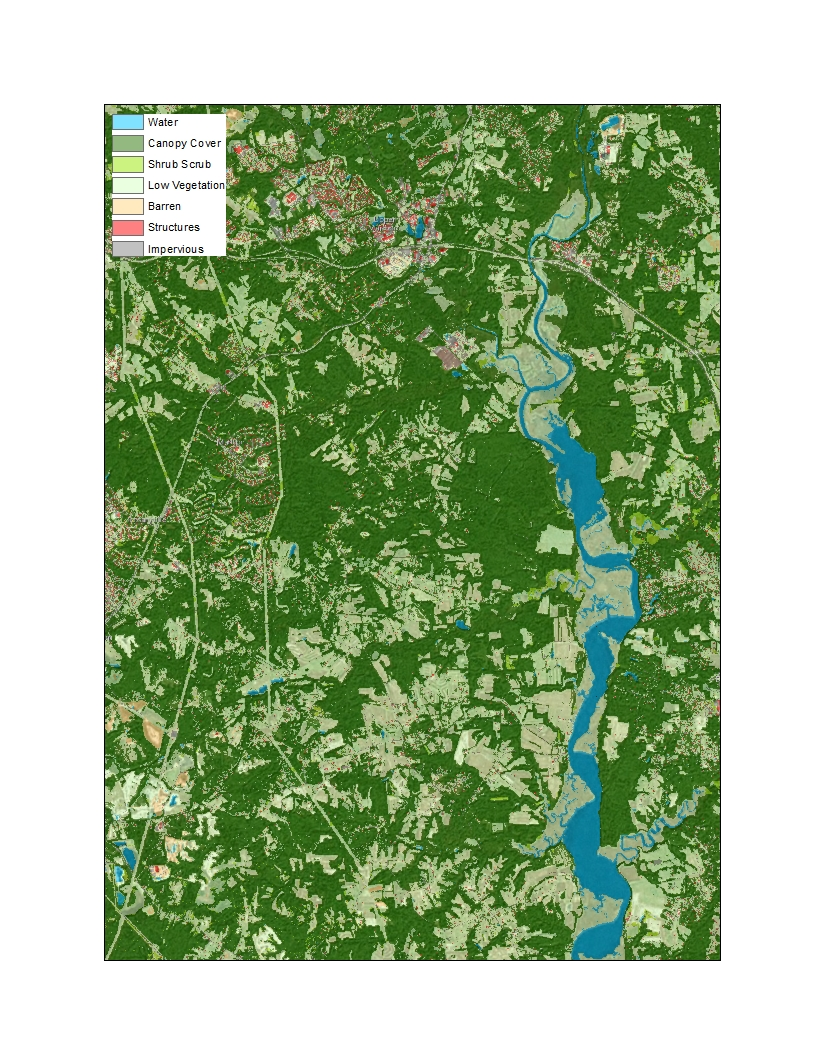 Water
Canopy Cover
Shrub Scrub
Low Vegetation
Barren
Structures
Impervious